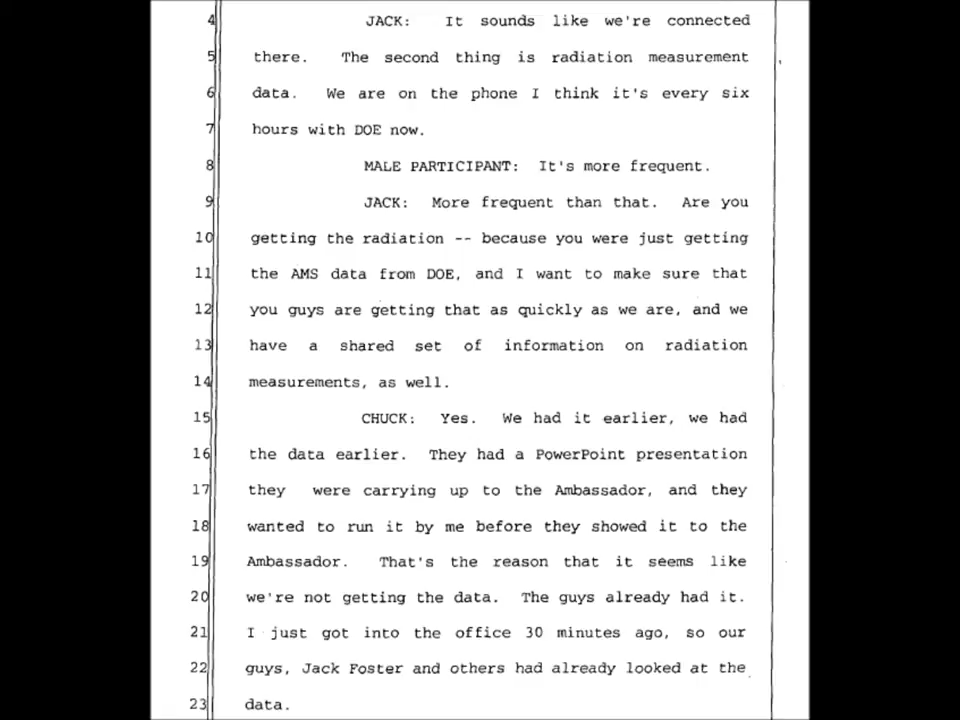 4 JACK: It sounds like we're connected
5 there. The second thing is radiation measurement
6 data. We are on the phone I think it's every six
7 hours with DOE now.
8 MALE PARTICIPANT: It's more frequent.
9 JACK: More frequent than that. Are you
10 getting the radiation -- because you were just getting
11 the AMS data from DOE, and I want to make sure that
12 you guys are getting that as quickly as we are, and we
13 have a shared set of information on radiation
14 measurements, as well.
15 CHUCK: Yes. We had it earlier, we had
16 the data earlier. They had a PowerPoint presentation
17 they were carrying up to the Ambassador, and they
18 wanted to run it by me before they showed it to the
19 Ambassador. That's the reason that it seems like
20 we're not getting the data. The guys already had it.
21 I just got into the office 30 minutes ago, so our
22 guys, Jack Foster and others had already looked at the
23 data.